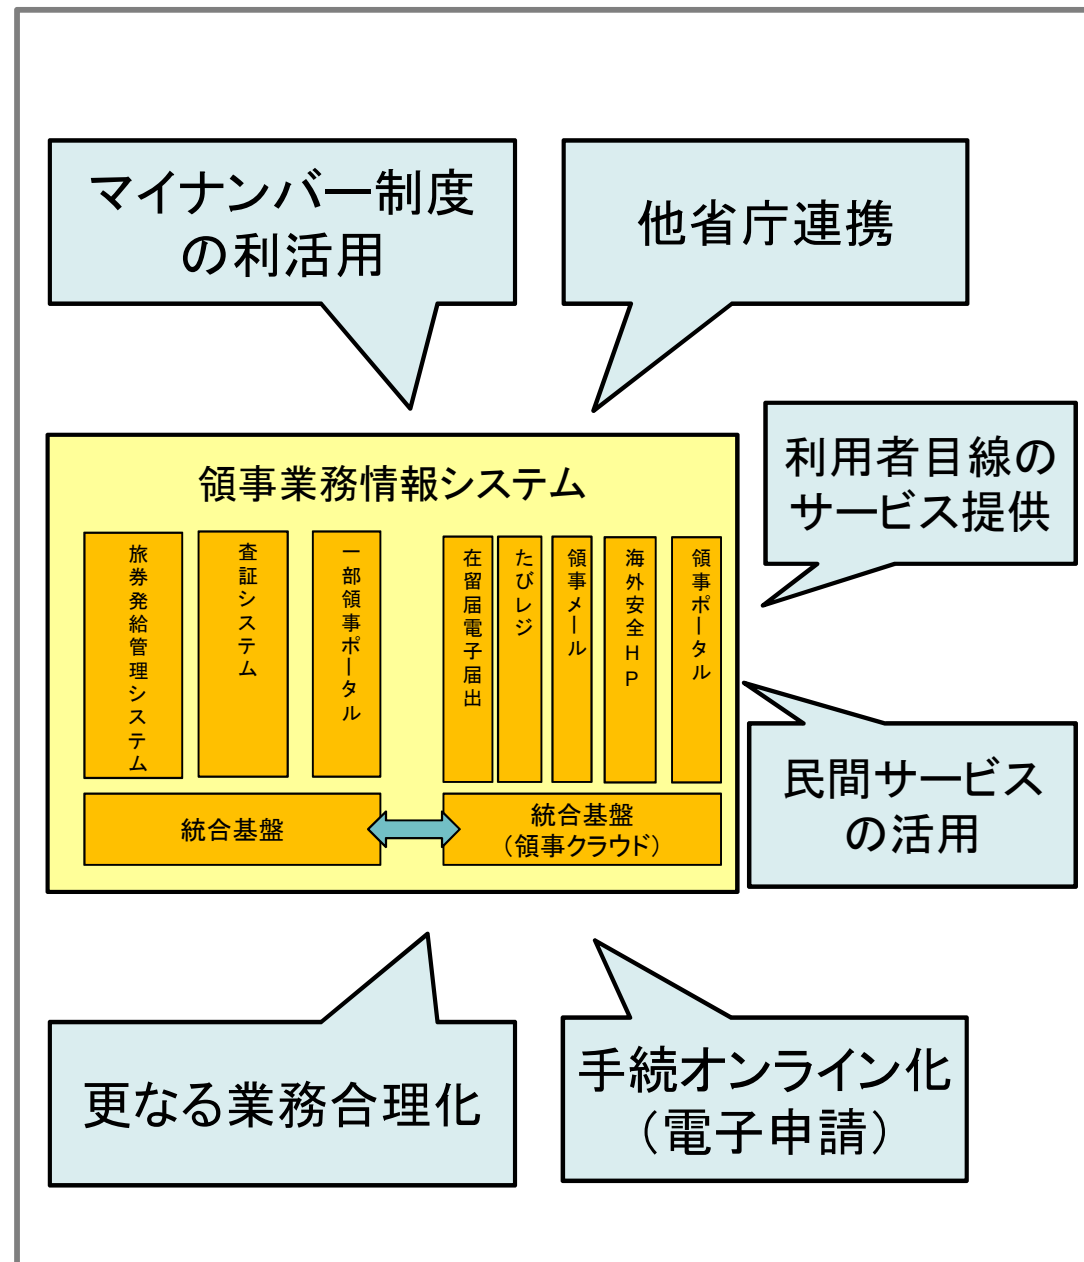 マイナンバー制度
の利活用
他省庁連携
利用者目線の
サービス提供
領事業務情報システム
旅券発給管理システム
査証システム
一部領事ポータル
在留届電子届出
たびレジ
領事メール
海外安全HP
領事ポータル
統合基盤
統合基盤
（領事クラウド）
民間サービス
の活用
更なる業務合理化
手続オンライン化
（電子申請）